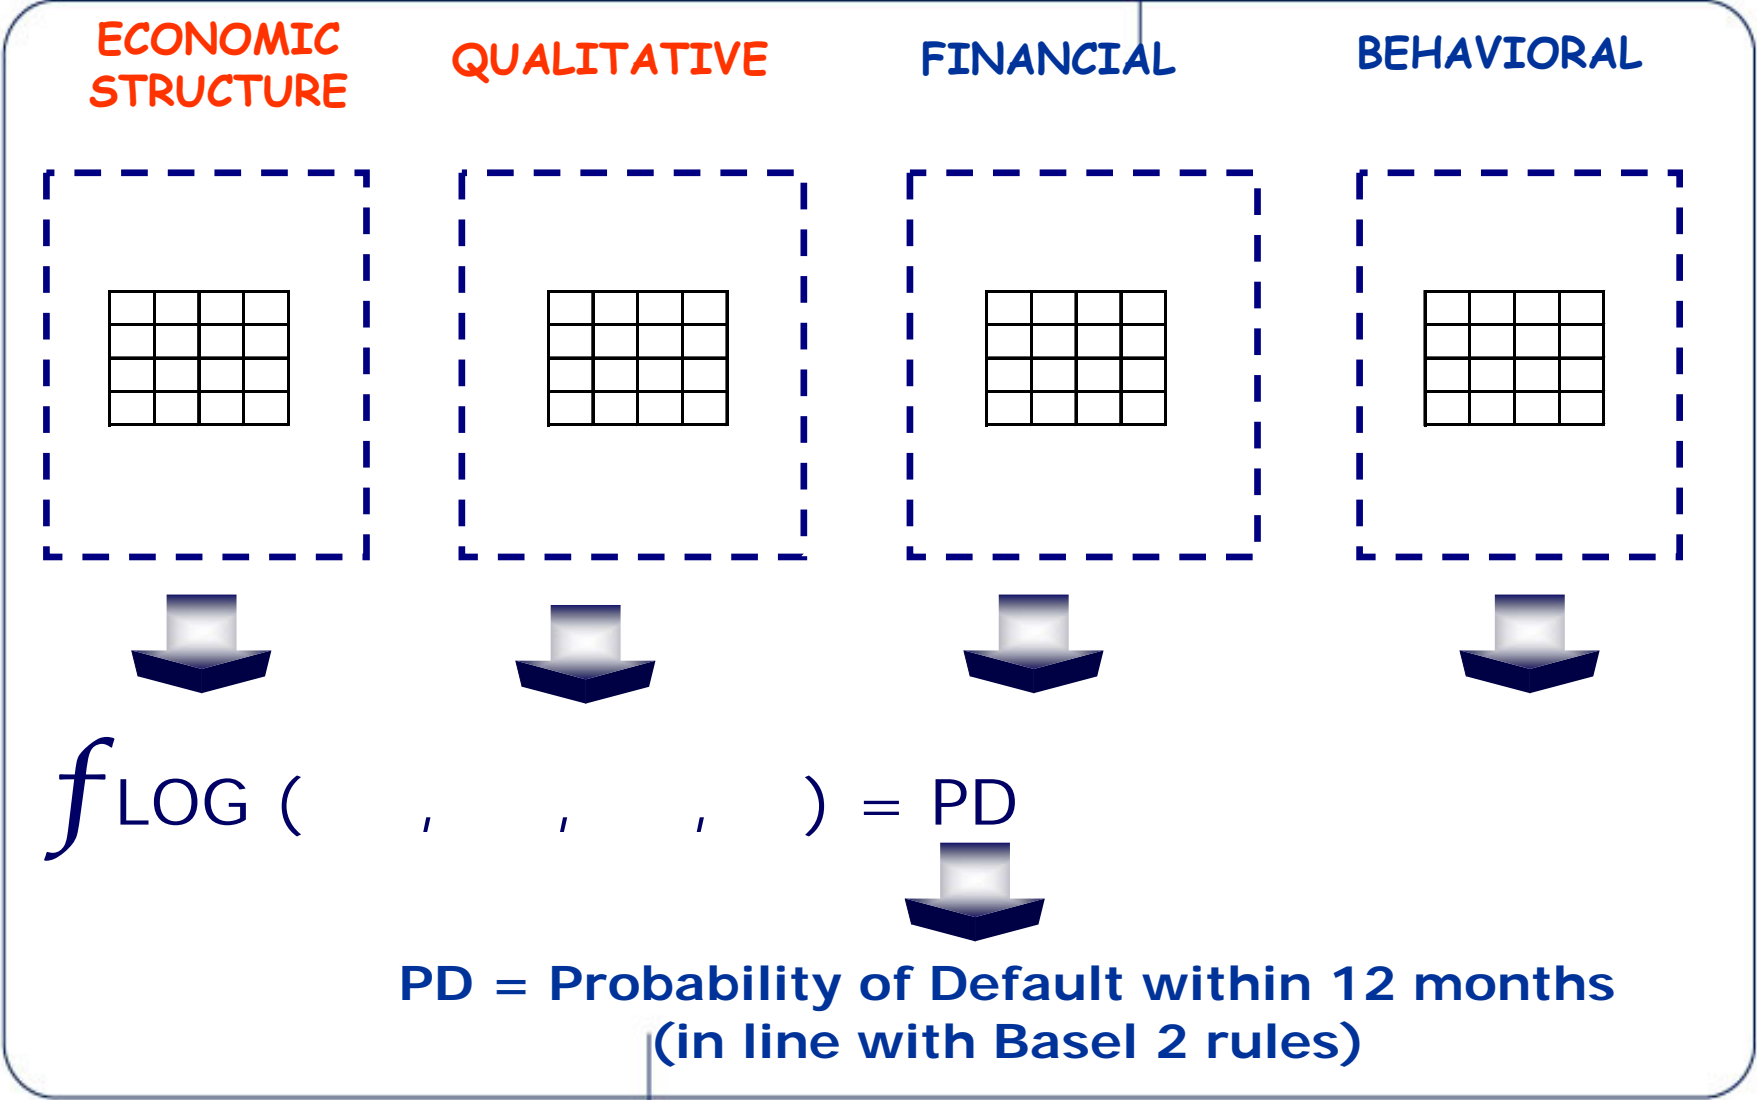 ECONOMIC
STRUCTURE
QUALITATIVE
FINANCIAL
BEHAVIORAL
f LOG ( , , , ) = PD
PD = Probability of Default within 12 months
(in line with Basel 2 rules)